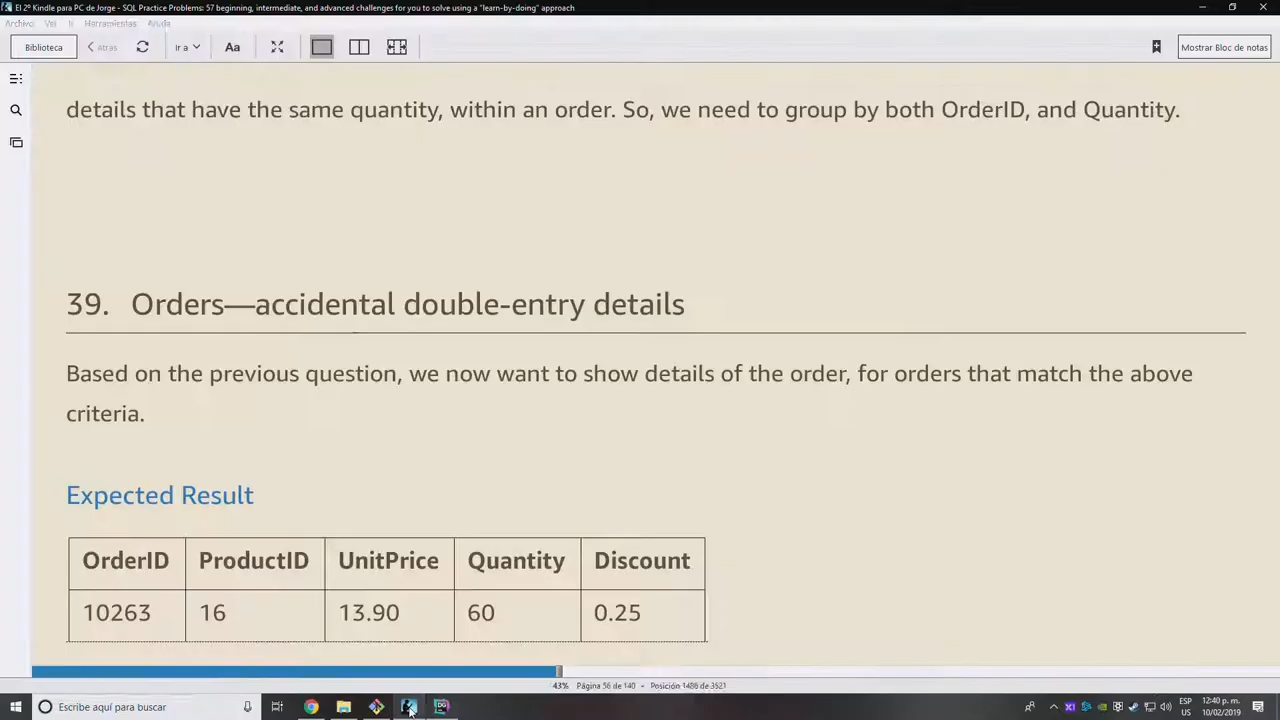 El 2º Kindle para PC de Jorge - SQL Practice Problems: 57 beginning, intermediate, and advanced challenges for you to solve using a "learn-by-doing" approach
Archivo Ver Herramientas Ayuda
Biblioteca Atras Ir a Aa Mostrar Bloc de notas
details that have the same quantity, within an order. So, we need to group by both OrderID, and Quantity.
39. Orders—accidental double-entry details
Based on the previous question, we now want to show details of the order, for orders that match the above
criteria.
Expected Result
OrderID ProductID UnitPrice Quantity Discount
10263 16 13.90 60 0.25
43% Página 56 de 140 • Posición 1486 de 3521
Escribe aquí para buscar
ESP 12:40 p. m.
US 10/02/2019